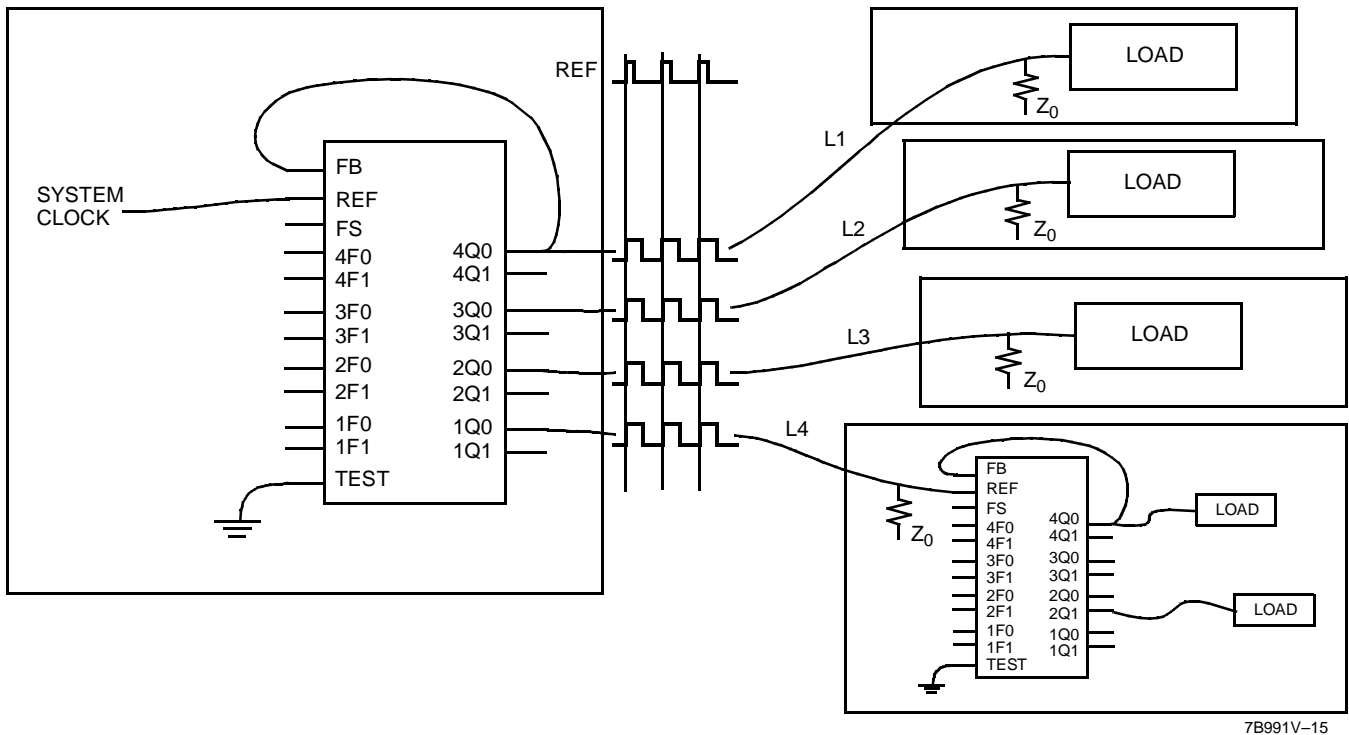 REF
SYSTEM
CLOCK
FB
REF
FS
4F0
4F1
3F0
3F1
2F0
2F1
1F0
1F1
TEST
4Q0
4Q1
3Q0
3Q1
2Q0
2Q1
1Q0
1Q1
L1
L2
L3
L4
LOAD
Z0
LOAD
Z0
LOAD
Z0
Z0
FB
REF
FS
4F0
4F1
3F0
3F1
2F0
2F1
1F0
1F1
TEST
4Q0
4Q1
3Q0
3Q1
2Q0
2Q1
1Q0
1Q1
LOAD
LOAD
7B991V–15